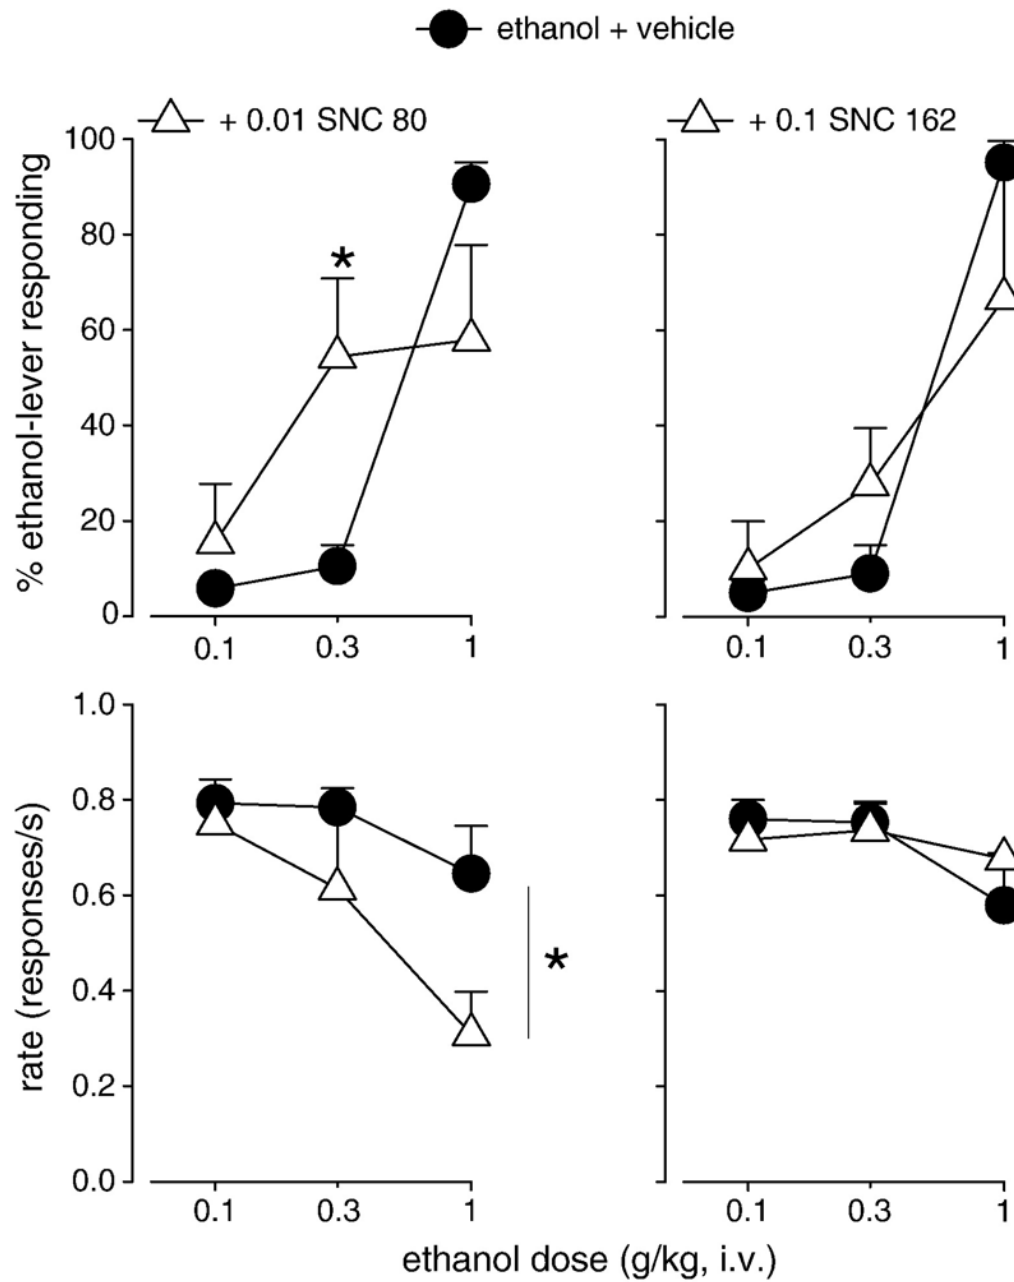 ethanol + vehicle
+ 0.01 SNC 80
+ 0.1 SNC 162
% ethanol-lever responding
100
80
60
40
20
0
*
0.1 0.3 1
0.1 0.3 1
rate (responses/s)
1.0
0.8
0.6
0.4
0.2
0.0
*
0.1 0.3 1
0.1 0.3 1
ethanol dose (g/kg, i.v.)